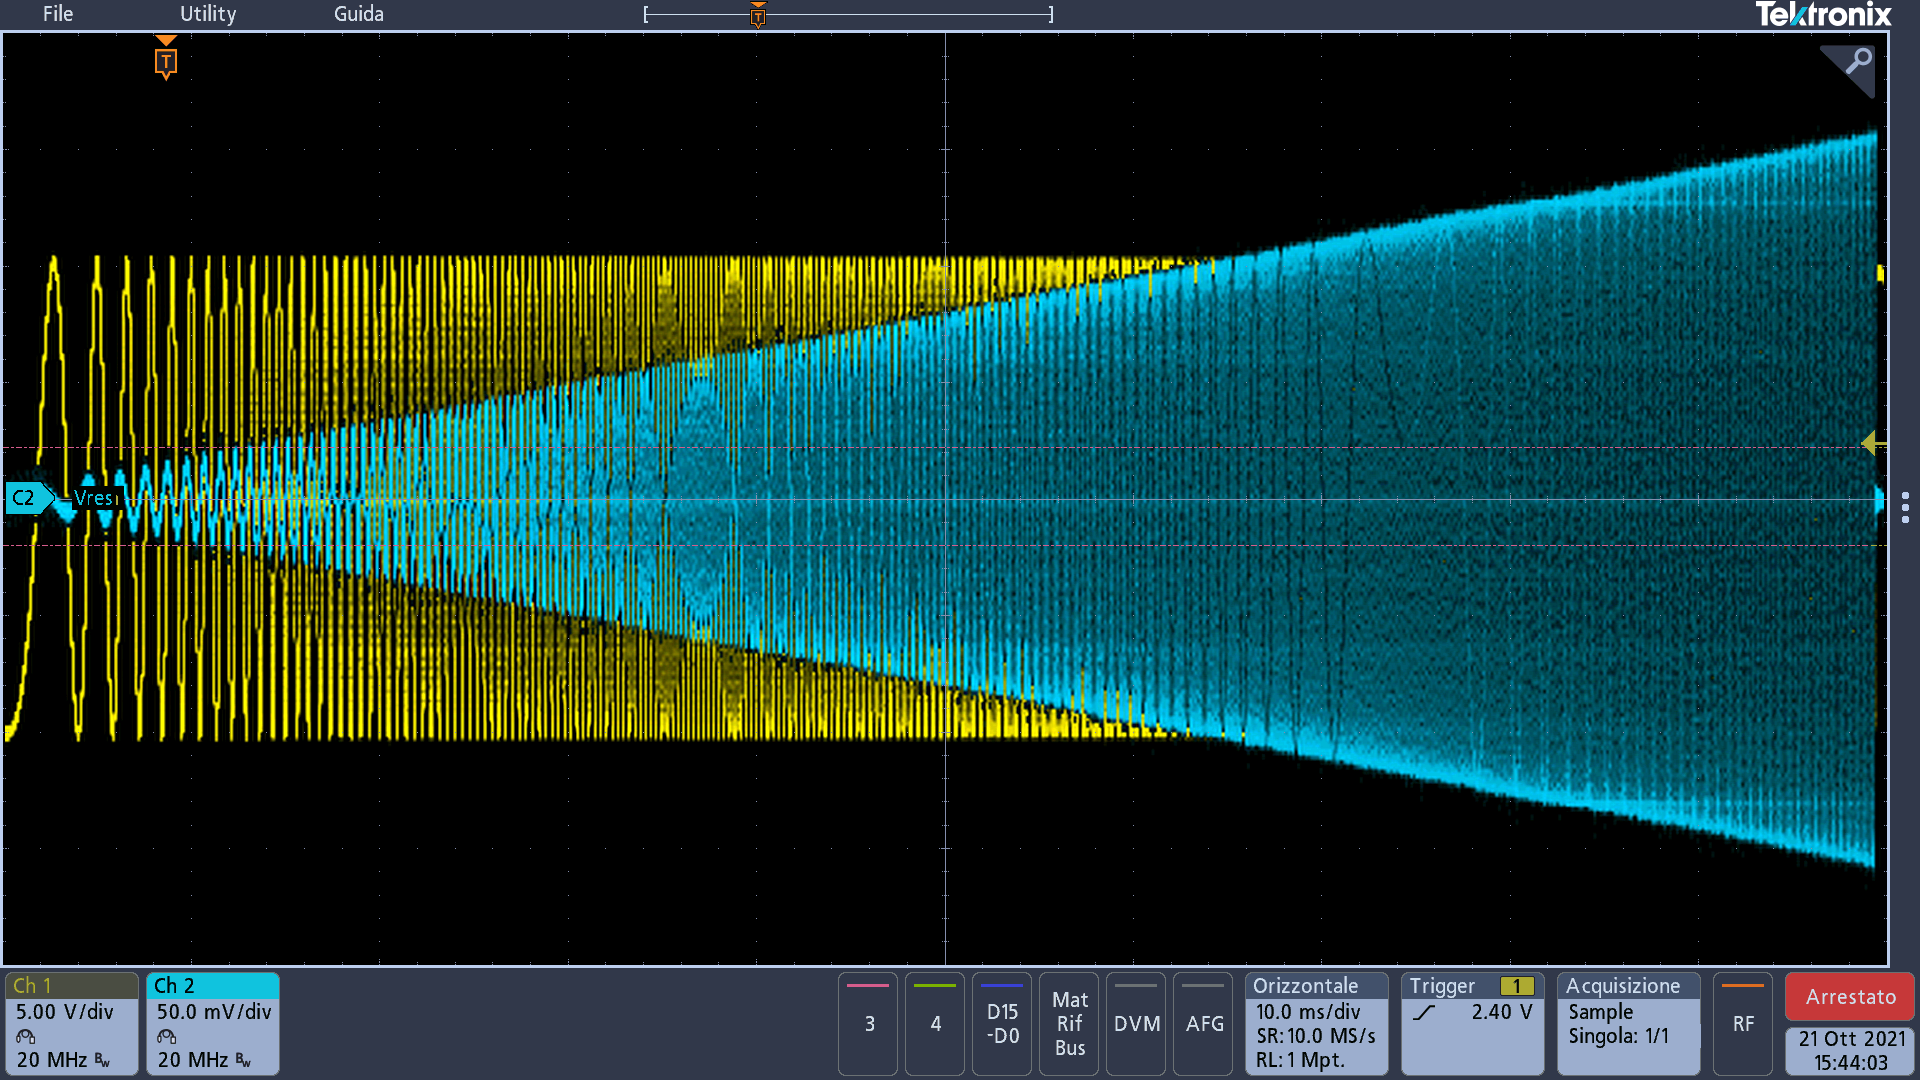 File Utility Guida T Tektronix
T
C2 Vres
Ch 1
5.00 V/div
20 MHz Bw
Ch 2
50.0 mV/div
20 MHz Bw
3
4
D15
-D0
Mat
Rif
Bus
DVM
AFG
Orizzontale
10.0 ms/div
SR: 10.0 MS/s
RL: 1 Mpt.
Trigger 1
2.40 V
Acquisizione
Sample
Singola: 1/1
RF
Arrestato
21 Ott 2021
15:44:03